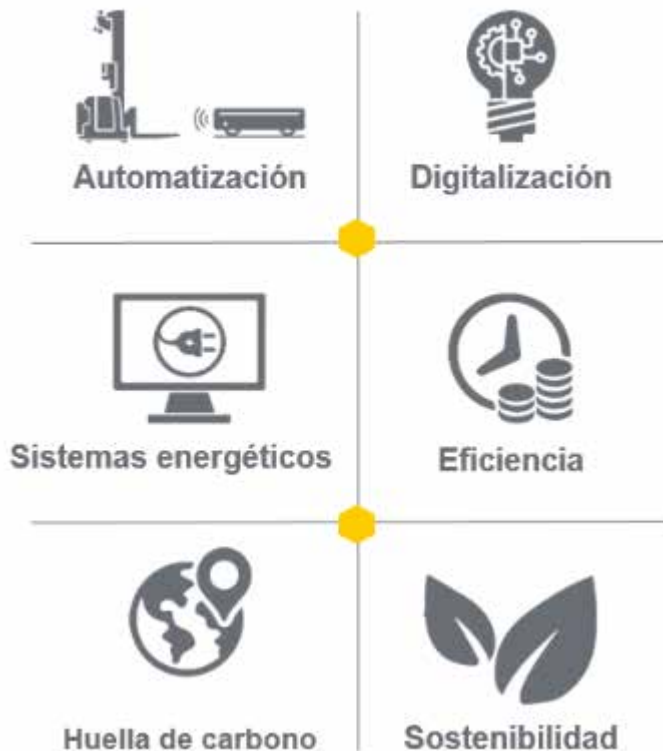 Automatización
Digitalización
Sistemas energéticos
Eficiencia
Huella de carbono
Sostenibilidad